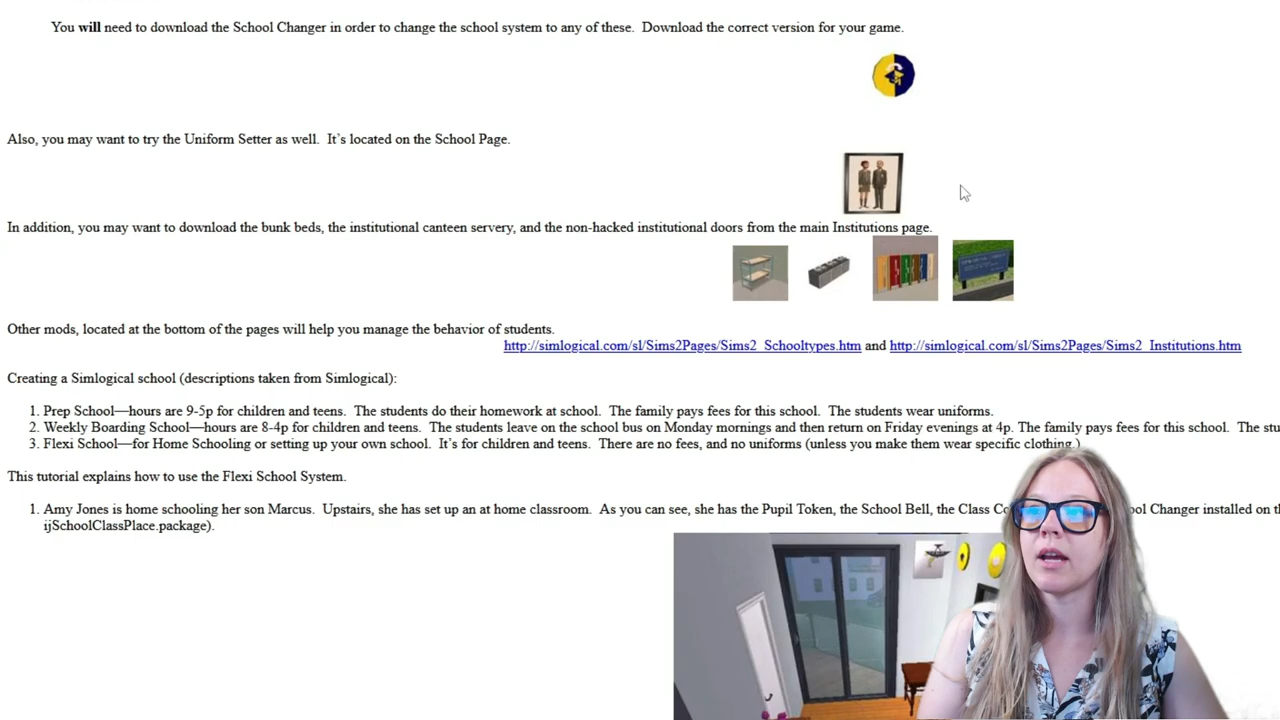 You will need to download the School Changer in order to change the school system to any of these. Download the correct version for your game.
Also, you may want to try the Uniform Setter as well. It's located on the School Page.
In addition, you may want to download the bunk beds, the institutional canteen servery, and the non-hacked institutional doors from the main Institutions page.
Other mods, located at the bottom of the pages will help you manage the behavior of students.
http://simlogical.com/sl/Sims2Pages/Sims2_Schooltypes.htm and http://simlogical.com/sl/Sims2Pages/Sims2_Institutions.htm
Creating a Simlogical school (descriptions taken from Simlogical):
1. Prep School—hours are 9-5p for children and teens. The students do their homework at school. The family pays fees for this school. The students wear uniforms.
2. Weekly Boarding School—hours are 8-4p for children and teens. The students leave on the school bus on Monday mornings and then return on Friday evenings at 4p. The family pays fees for this school. The stu
3. Flexi School—for Home Schooling or setting up your own school. It's for children and teens. There are no fees, and no uniforms (unless you make them wear specific clothing.)
This tutorial explains how to use the Flexi School System.
1. Amy Jones is home schooling her son Marcus. Upstairs, she has set up an at home classroom. As you can see, she has the Pupil Token, the School Bell, the Class Co ol Changer installed on th
ijSchoolClassPlace.package).